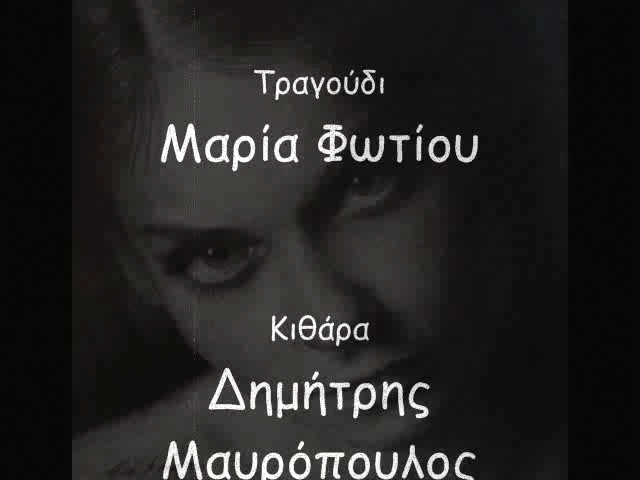 Τραγούδι
Μαρία Φωτίου
Κιθάρα
Δημήτρης
Μαυρόπουλος